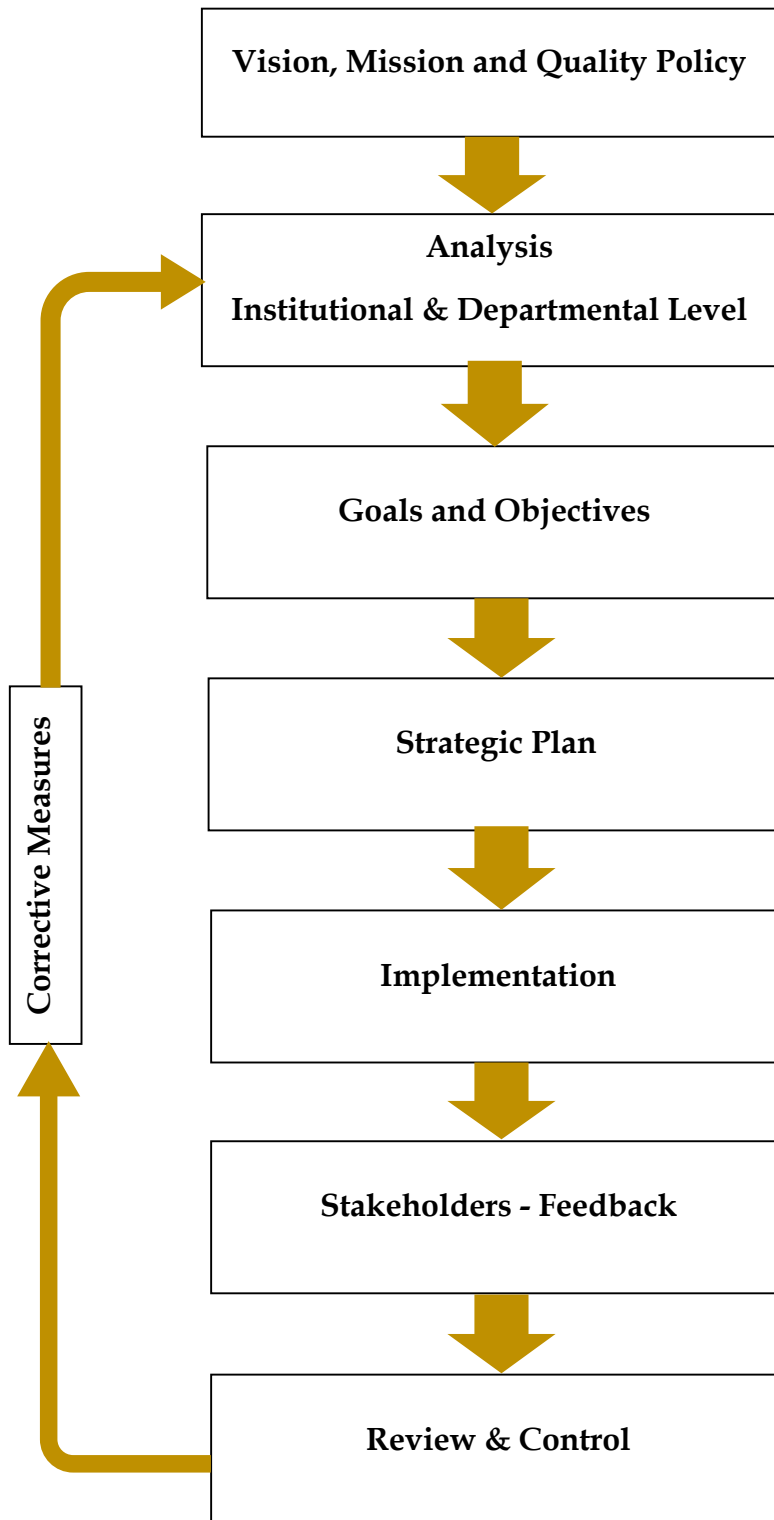 Vision, Mission and Quality Policy
Analysis
Institutional & Departmental Level
Goals and Objectives
Strategic Plan
Corrective Measures
Implementation
Stakeholders - Feedback
Review & Control